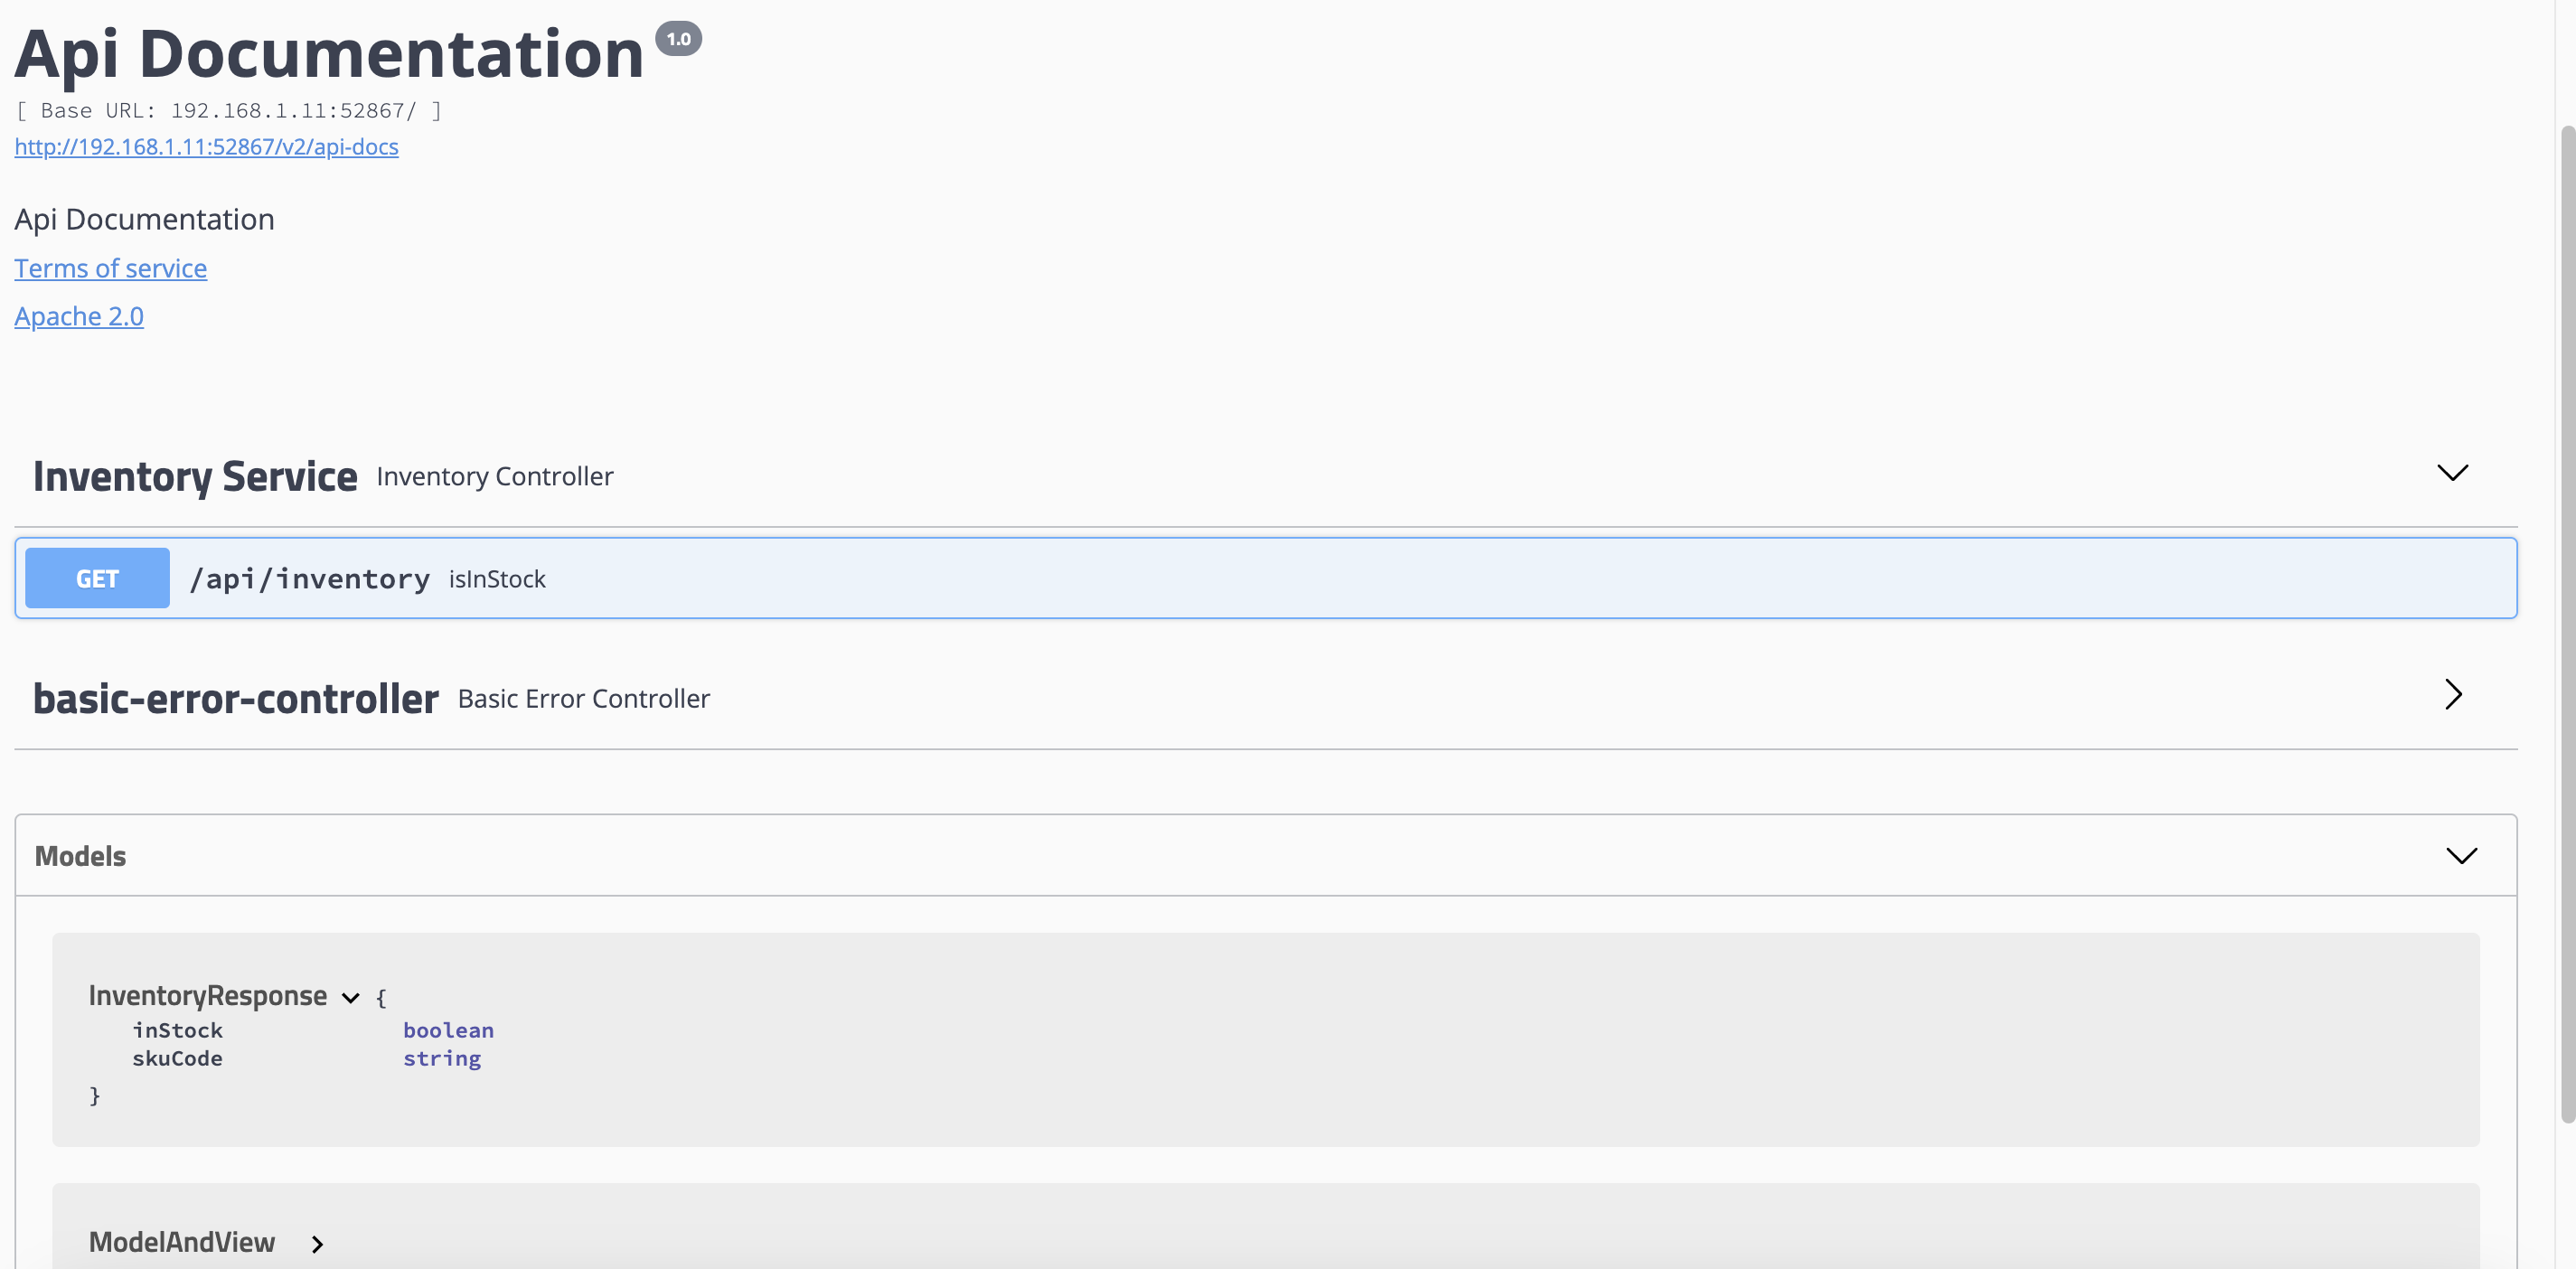 Api Documentation 1.0
[ Base URL: 192.168.1.11:52867/ ]
http://192.168.1.11:52867/v2/api-docs
Api Documentation
Terms of service
Apache 2.0
Inventory Service Inventory Controller
GET /api/inventory isInStock
basic-error-controller Basic Error Controller
Models
InventoryResponse {
inStock boolean
skuCode string
}
ModelAndView